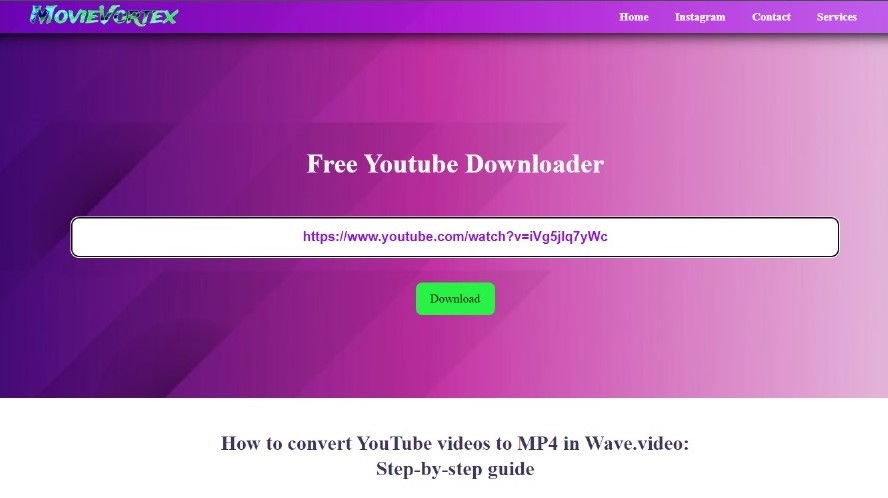 MovieVortex
Home Instagram Contact Services
Free Youtube Downloader
https://www.youtube.com/watch?v=iVg5jIq7yWc
Download
How to convert YouTube videos to MP4 in Wave.video:
Step-by-step guide